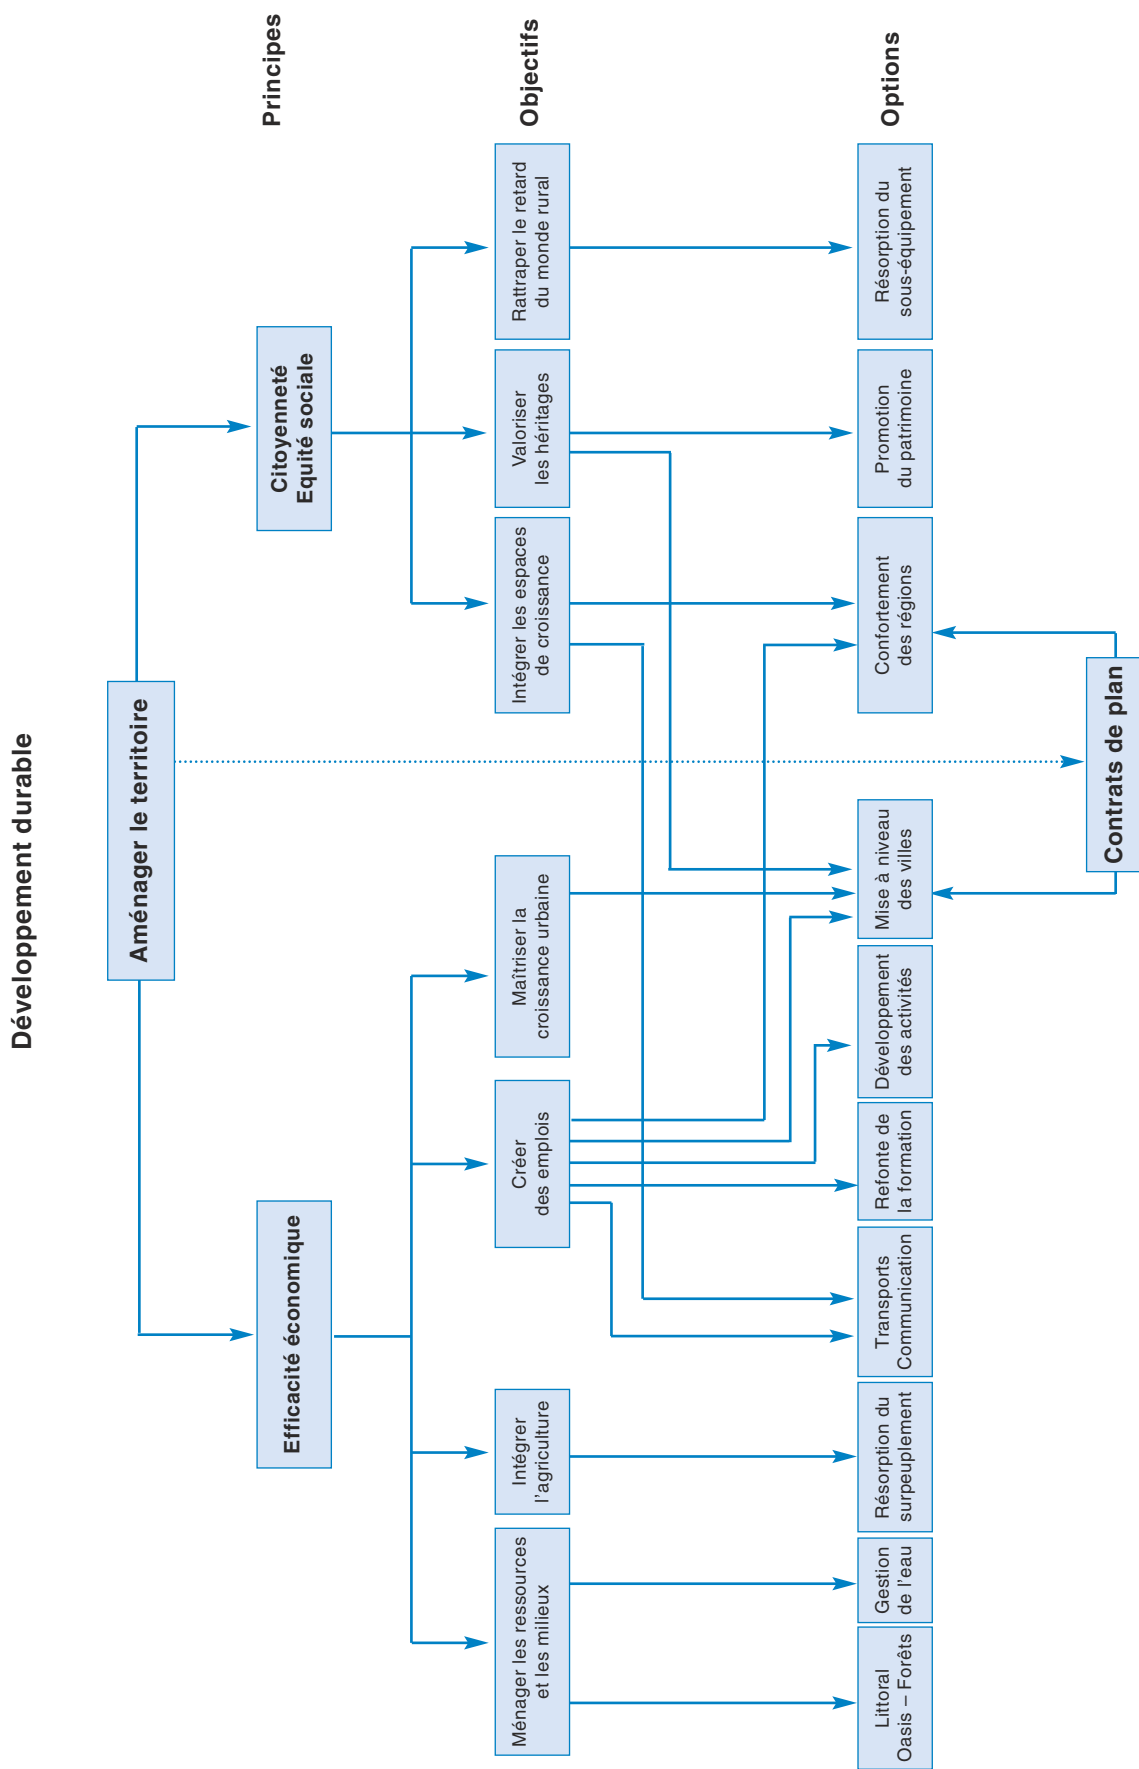 Développement durable
Aménager le territoire
Principes
Efficacité économique
Citoyenneté
Equité sociale
Objectifs
Ménager les ressources
et les milieux
Intégrer
l'agriculture
Créer
des emplois
Maîtriser la
croissance urbaine
Intégrer les espaces
de croissance
Valoriser
les héritages
Rattraper le retard
du monde rural
Options
Littoral
Oasis – Forêts
Gestion
de l'eau
Résorption du
surpeuplement
Transports
Communication
Refonte de
la formation
Développement
des activités
Mise à niveau
des villes
Confortement
des régions
Promotion
du patrimoine
Résorption du
sous-équipement
Contrats de plan